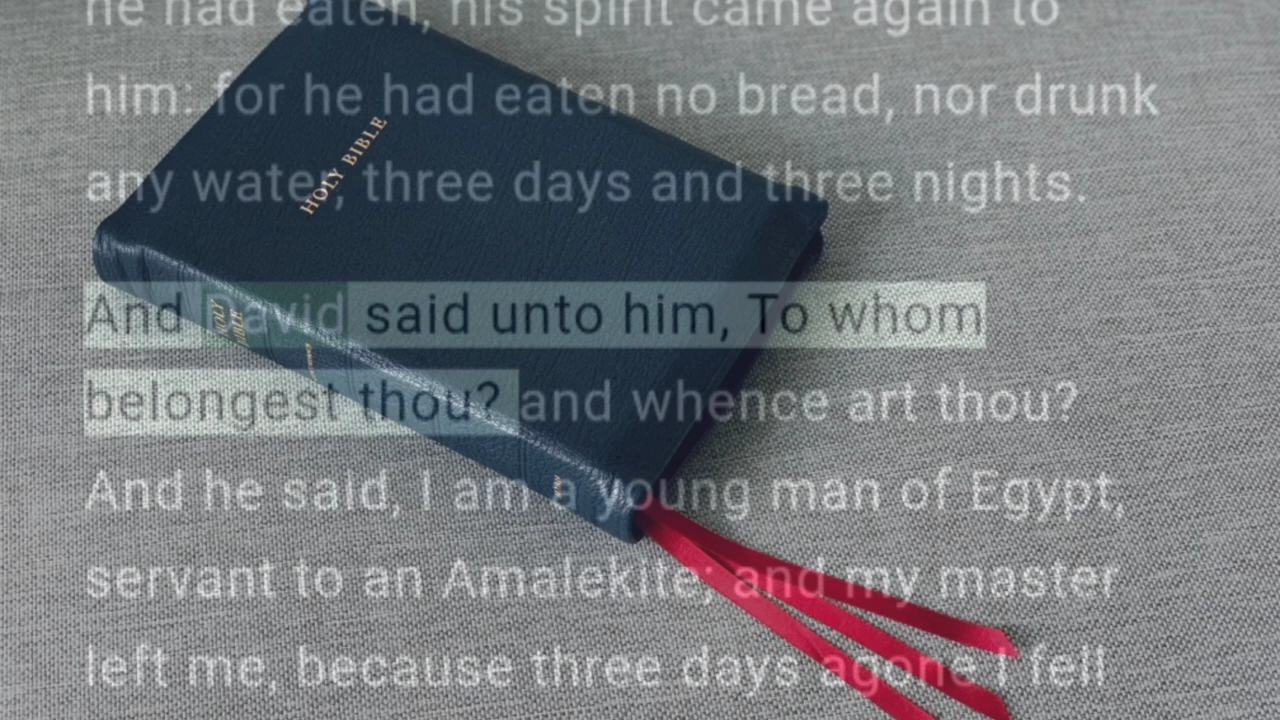 he had eaten, his spirit came again to
him: for he had eaten no bread, nor drunk
any water, three days and three nights.
And David said unto him, To whom
belongest thou? and whence art thou?
And he said, I am a young man of Egypt,
servant to an Amalekite; and my master
left me, because three days agone I fell
HOLY BIBLE
HOLY
BIBLE